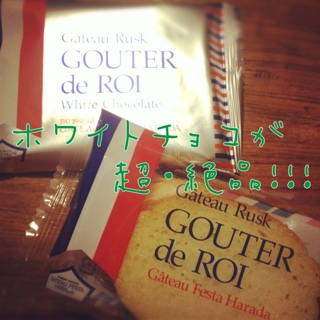 Gâteau Rusk
GOUTER
de ROI
White Chocolate
ホワイトチョコが
超・絶品!!!
Gâteau Rusk
GOUTER
de ROI
Gâteau Festa Harada